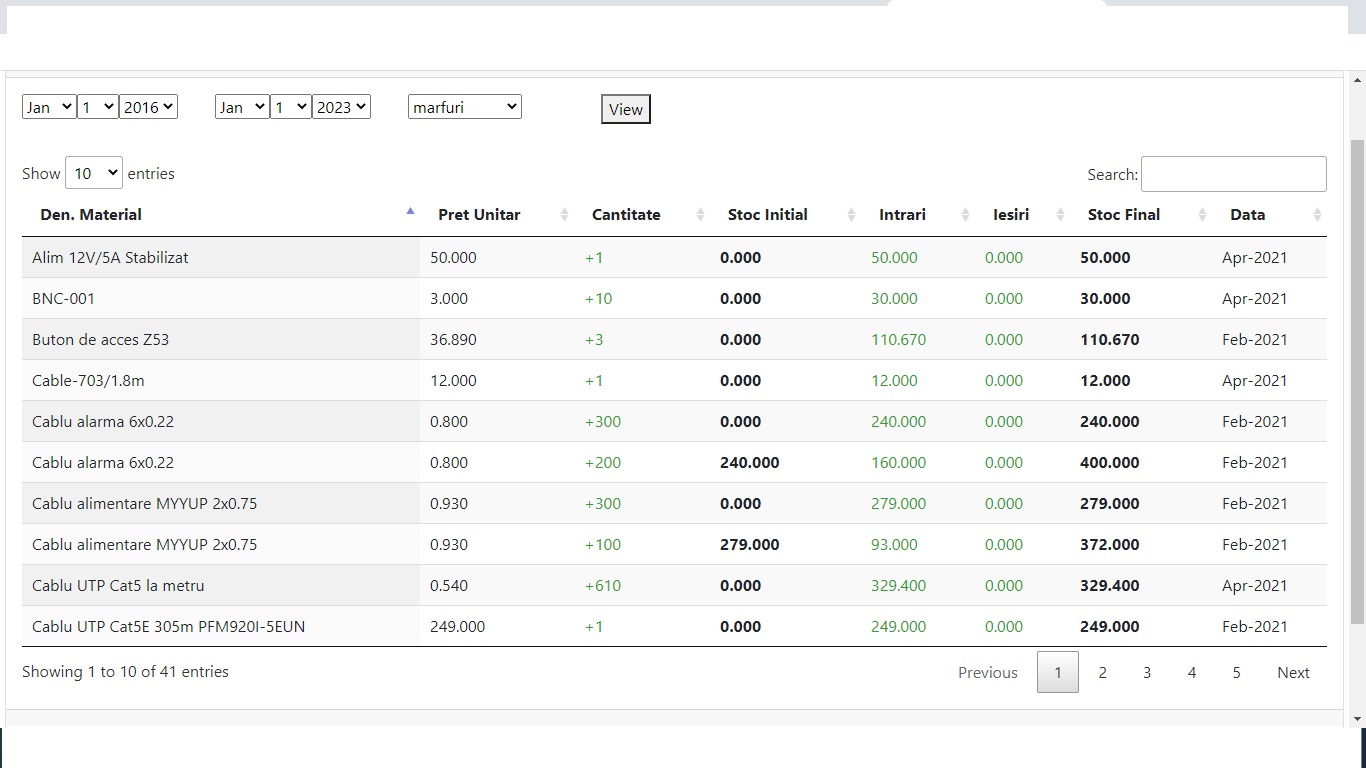 Jan 1 2016 Jan 1 2023 marfuri View
Show 10 entries Search:
Den. Material Pret Unitar Cantitate Stoc Initial Intrari Iesiri Stoc Final Data
Alim 12V/5A Stabilizat 50.000 +1 0.000 50.000 0.000 50.000 Apr-2021
BNC-001 3.000 +10 0.000 30.000 0.000 30.000 Apr-2021
Buton de acces Z53 36.890 +3 0.000 110.670 0.000 110.670 Feb-2021
Cable-703/1.8m 12.000 +1 0.000 12.000 0.000 12.000 Apr-2021
Cablu alarma 6x0.22 0.800 +300 0.000 240.000 0.000 240.000 Feb-2021
Cablu alarma 6x0.22 0.800 +200 240.000 160.000 0.000 400.000 Feb-2021
Cablu alimentare MYYUP 2x0.75 0.930 +300 0.000 279.000 0.000 279.000 Feb-2021
Cablu alimentare MYYUP 2x0.75 0.930 +100 279.000 93.000 0.000 372.000 Feb-2021
Cablu UTP Cat5 la metru 0.540 +610 0.000 329.400 0.000 329.400 Apr-2021
Cablu UTP Cat5E 305m PFM920I-5EUN 249.000 +1 0.000 249.000 0.000 249.000 Feb-2021
Showing 1 to 10 of 41 entries Previous 1 2 3 4 5 Next